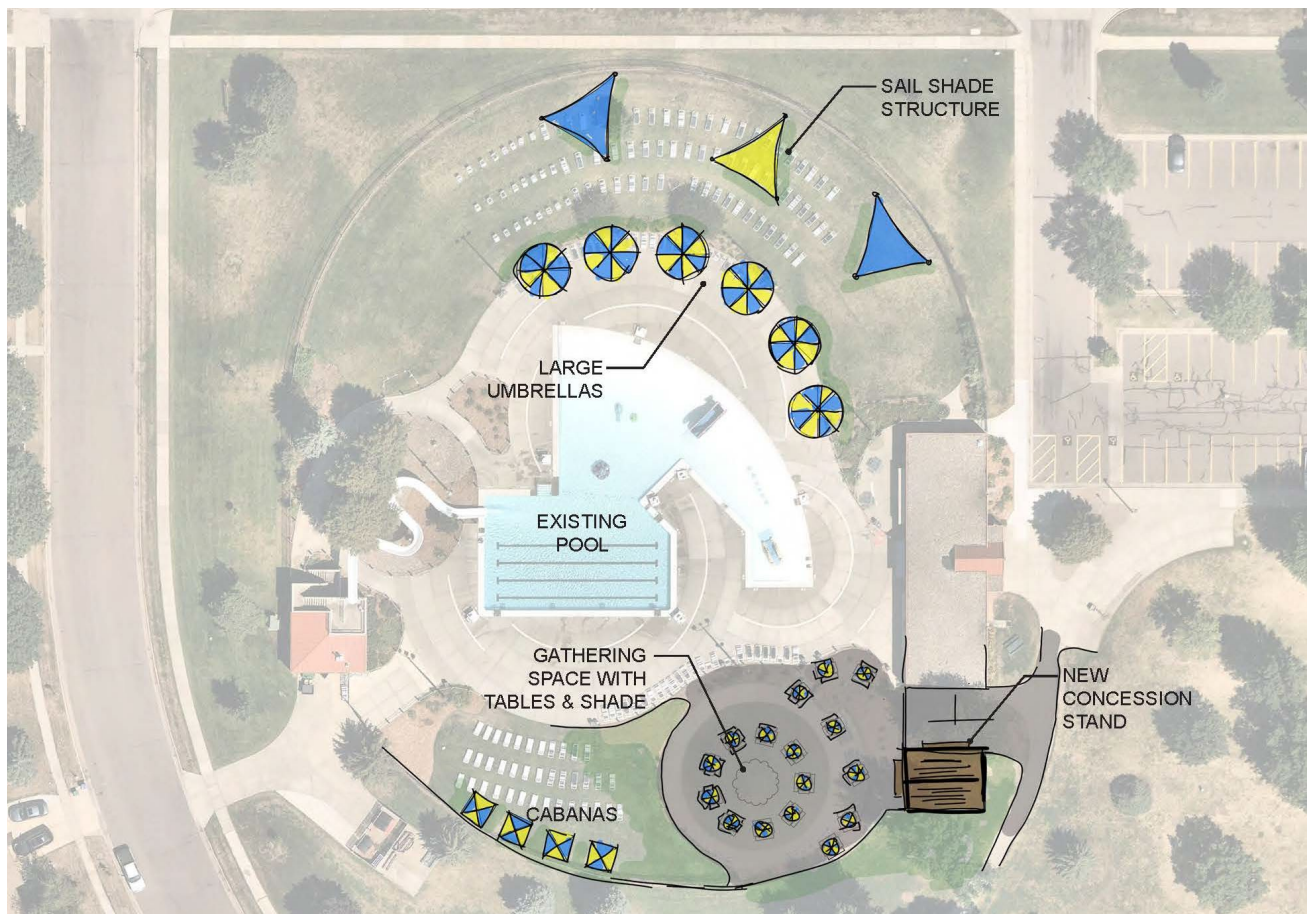 SAIL SHADE
STRUCTURE
LARGE
UMBRELLAS
EXISTING
POOL
GATHERING
SPACE WITH
TABLES & SHADE
NEW
CONCESSION
STAND
CABANAS